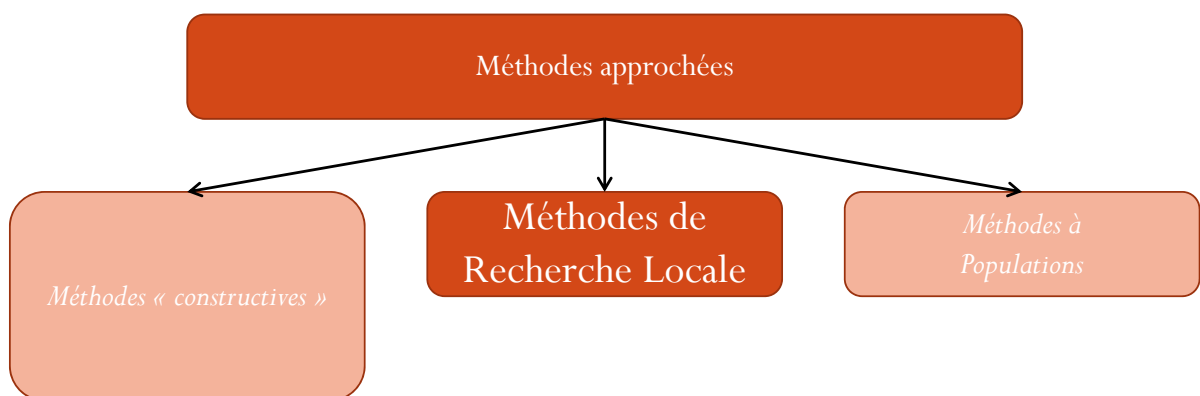 Méthodes approchées
Méthodes « constructives »
Méthodes de
Recherche Locale
Méthodes à
Populations